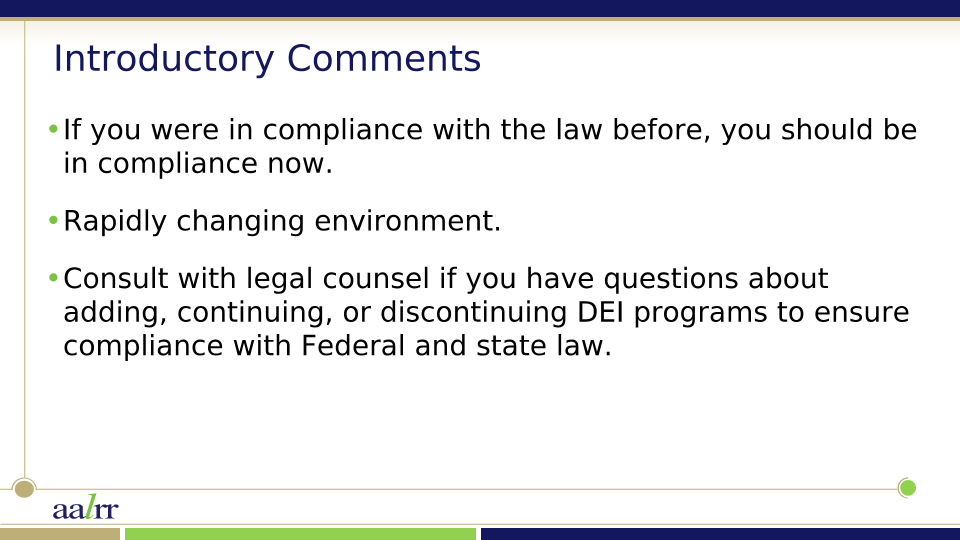 Introductory Comments
•If you were in compliance with the law before, you should be
in compliance now.
•Rapidly changing environment.
•Consult with legal counsel if you have questions about
adding, continuing, or discontinuing DEI programs to ensure
compliance with Federal and state law.
aalrr